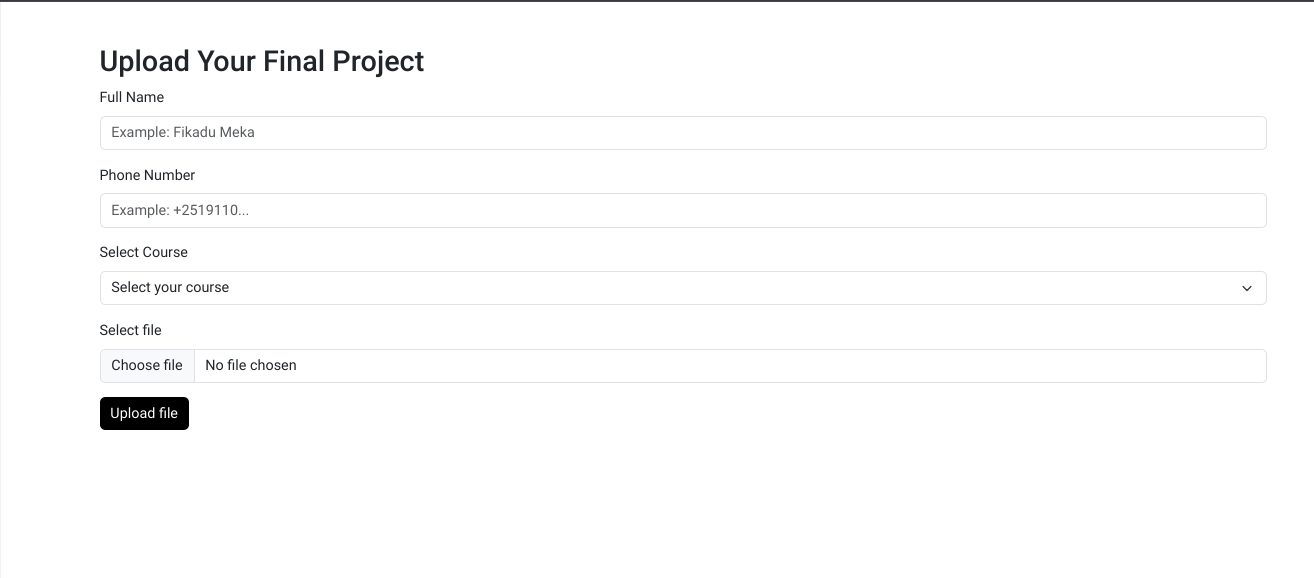 Upload Your Final Project
Full Name
Example: Fikadu Meka
Phone Number
Example: +2519110...
Select Course
Select your course
Select file
Choose file No file chosen
Upload file